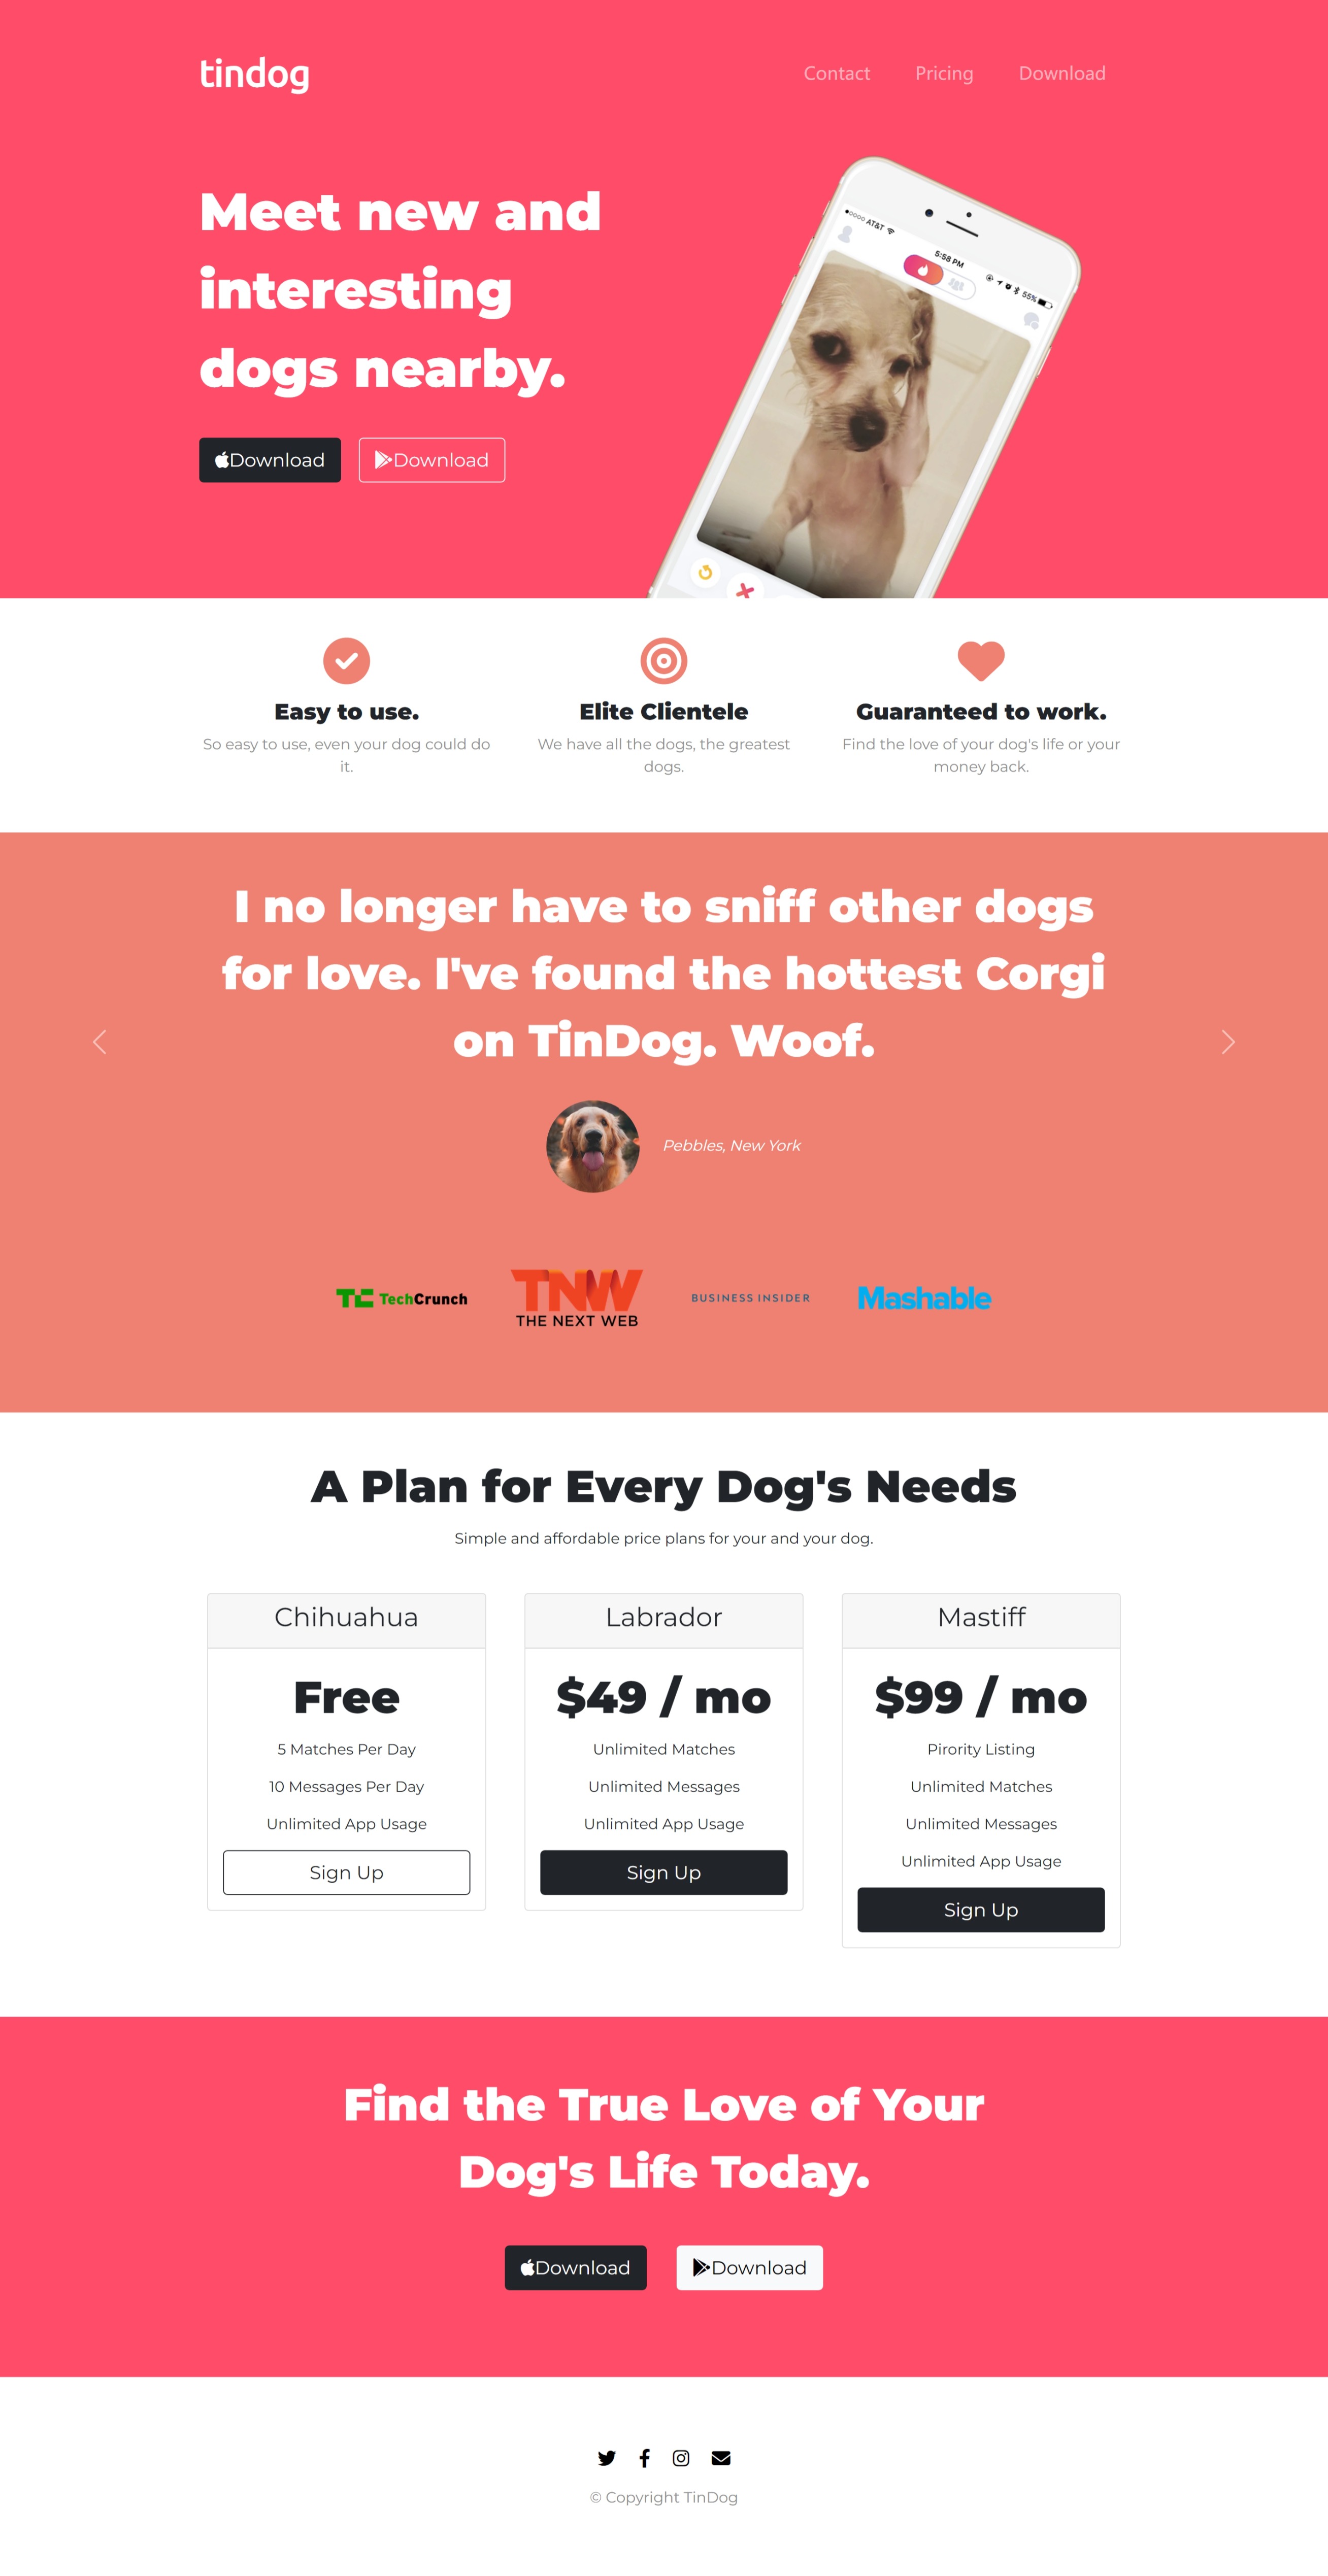 tindog
Contact Pricing Download
Meet new and
interesting
dogs nearby.
Download Download
AT&T 5:58 PM 55%
Easy to use.
So easy to use, even your dog could do
it.
Elite Clientele
We have all the dogs, the greatest
dogs.
Guaranteed to work.
Find the love of your dog's life or your
money back.
I no longer have to sniff other dogs
for love. I've found the hottest Corgi
on TinDog. Woof.
Pebbles, New York
TC TechCrunch
TNW
THE NEXT WEB
BUSINESS INSIDER
Mashable
A Plan for Every Dog's Needs
Simple and affordable price plans for your and your dog.
Chihuahua
Free
5 Matches Per Day
10 Messages Per Day
Unlimited App Usage
Sign Up
Labrador
$49 / mo
Unlimited Matches
Unlimited Messages
Unlimited App Usage
Sign Up
Mastiff
$99 / mo
Pirority Listing
Unlimited Matches
Unlimited Messages
Unlimited App Usage
Sign Up
Find the True Love of Your
Dog's Life Today.
Download Download
© Copyright TinDog